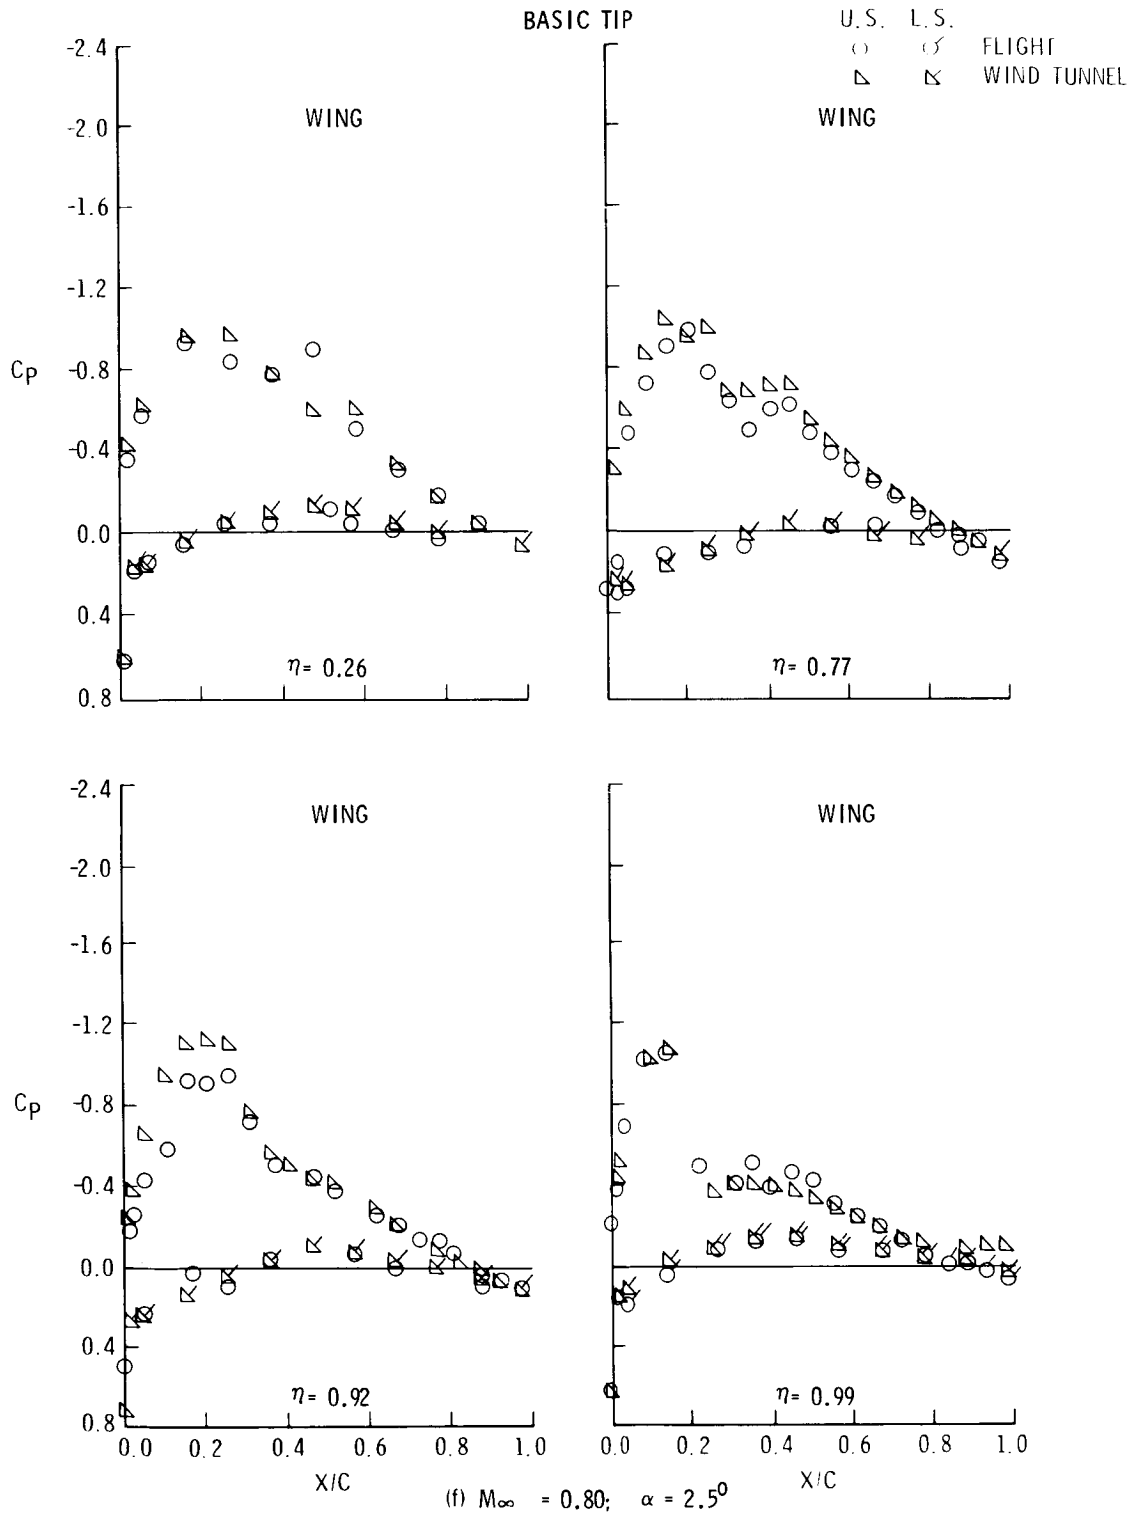 BASIC TIP
U.S. L.S.
FLIGHT
WIND TUNNEL
-2.4
-2.0
-1.6
-1.2
-0.8
-0.4
0.0
0.4
0.8
CP
WING
η= 0.26
WING
η= 0.77
-2.4
-2.0
-1.6
-1.2
-0.8
-0.4
0.0
0.4
0.8
CP
WING
η= 0.92
0.0 0.2 0.4 0.6 0.8 1.0
X/C
WING
η= 0.99
0.0 0.2 0.4 0.6 0.8 1.0
X/C
(f) M∞ = 0.80; α = 2.5⁰